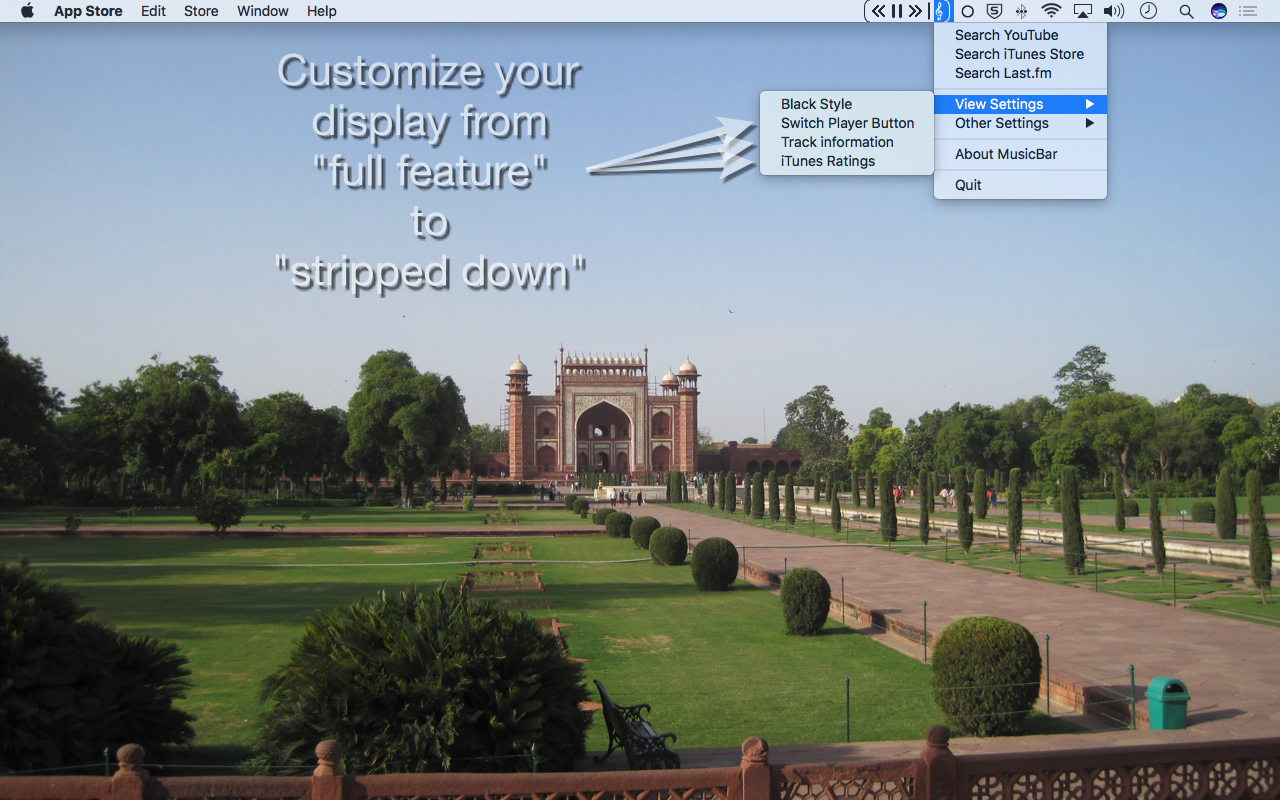 App Store Edit Store Window Help
Customize your
display from
"full feature"
to
"stripped down"
Black Style
Switch Player Button
Track information
iTunes Ratings
Search YouTube
Search iTunes Store
Search Last.fm
View Settings
Other Settings
About MusicBar
Quit